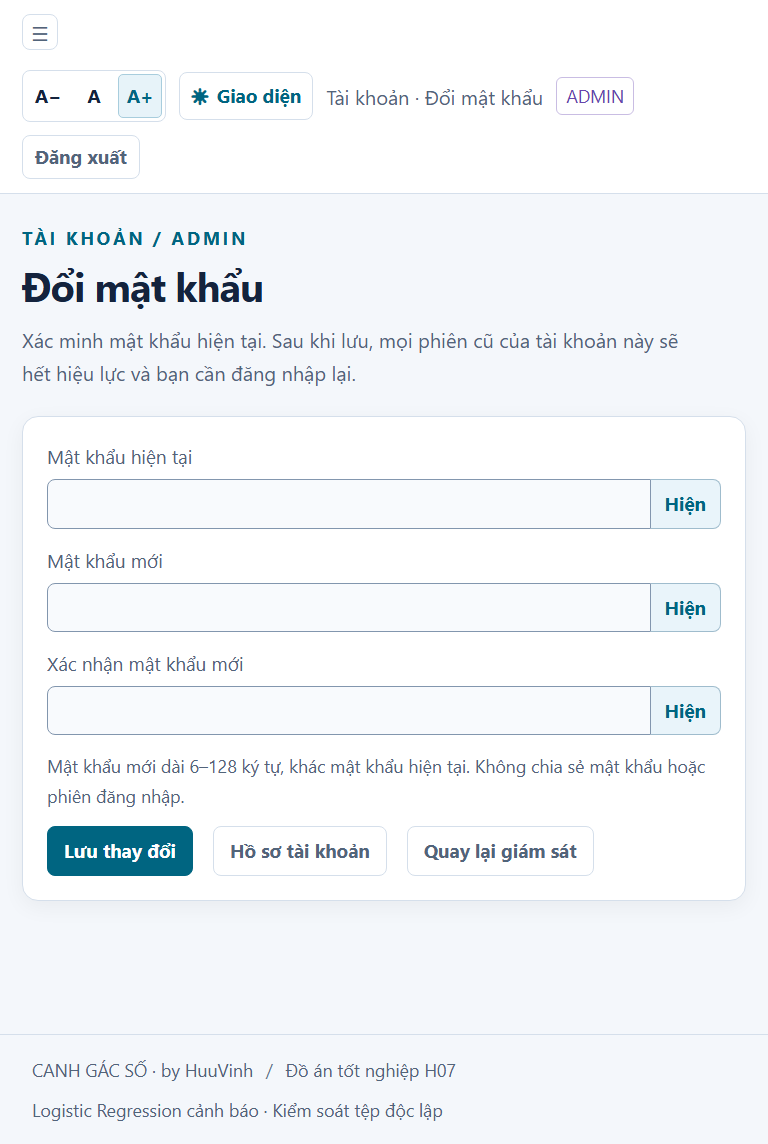 ☰
A− A A+ ☀ Giao diện Tài khoản · Đổi mật khẩu ADMIN
Đăng xuất
TÀI KHOẢN / ADMIN
Đổi mật khẩu
Xác minh mật khẩu hiện tại. Sau khi lưu, mọi phiên cũ của tài khoản này sẽ
hết hiệu lực và bạn cần đăng nhập lại.
Mật khẩu hiện tại
Hiện
Mật khẩu mới
Hiện
Xác nhận mật khẩu mới
Hiện
Mật khẩu mới dài 6–128 ký tự, khác mật khẩu hiện tại. Không chia sẻ mật khẩu hoặc
phiên đăng nhập.
Lưu thay đổi Hồ sơ tài khoản Quay lại giám sát
CANH GÁC SỐ · by HuuVinh / Đồ án tốt nghiệp H07
Logistic Regression cảnh báo · Kiểm soát tệp độc lập